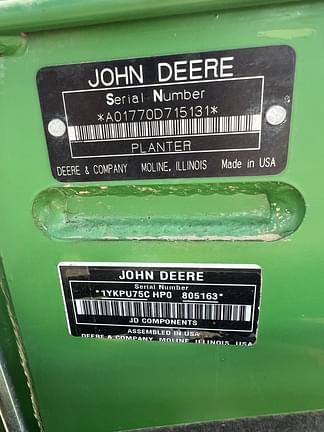 JOHN DEERE
Serial Number
*A01770D715131*
PLANTER
DEERE & COMPANY MOLINE, ILLINOIS Made in USA
JOHN DEERE
Serial Number
*1YKPU75CHP0 805163*
JD COMPONENTS
ASSEMBLED IN USA
DEERE & COMPANY MOLINE, ILLINOIS, USA